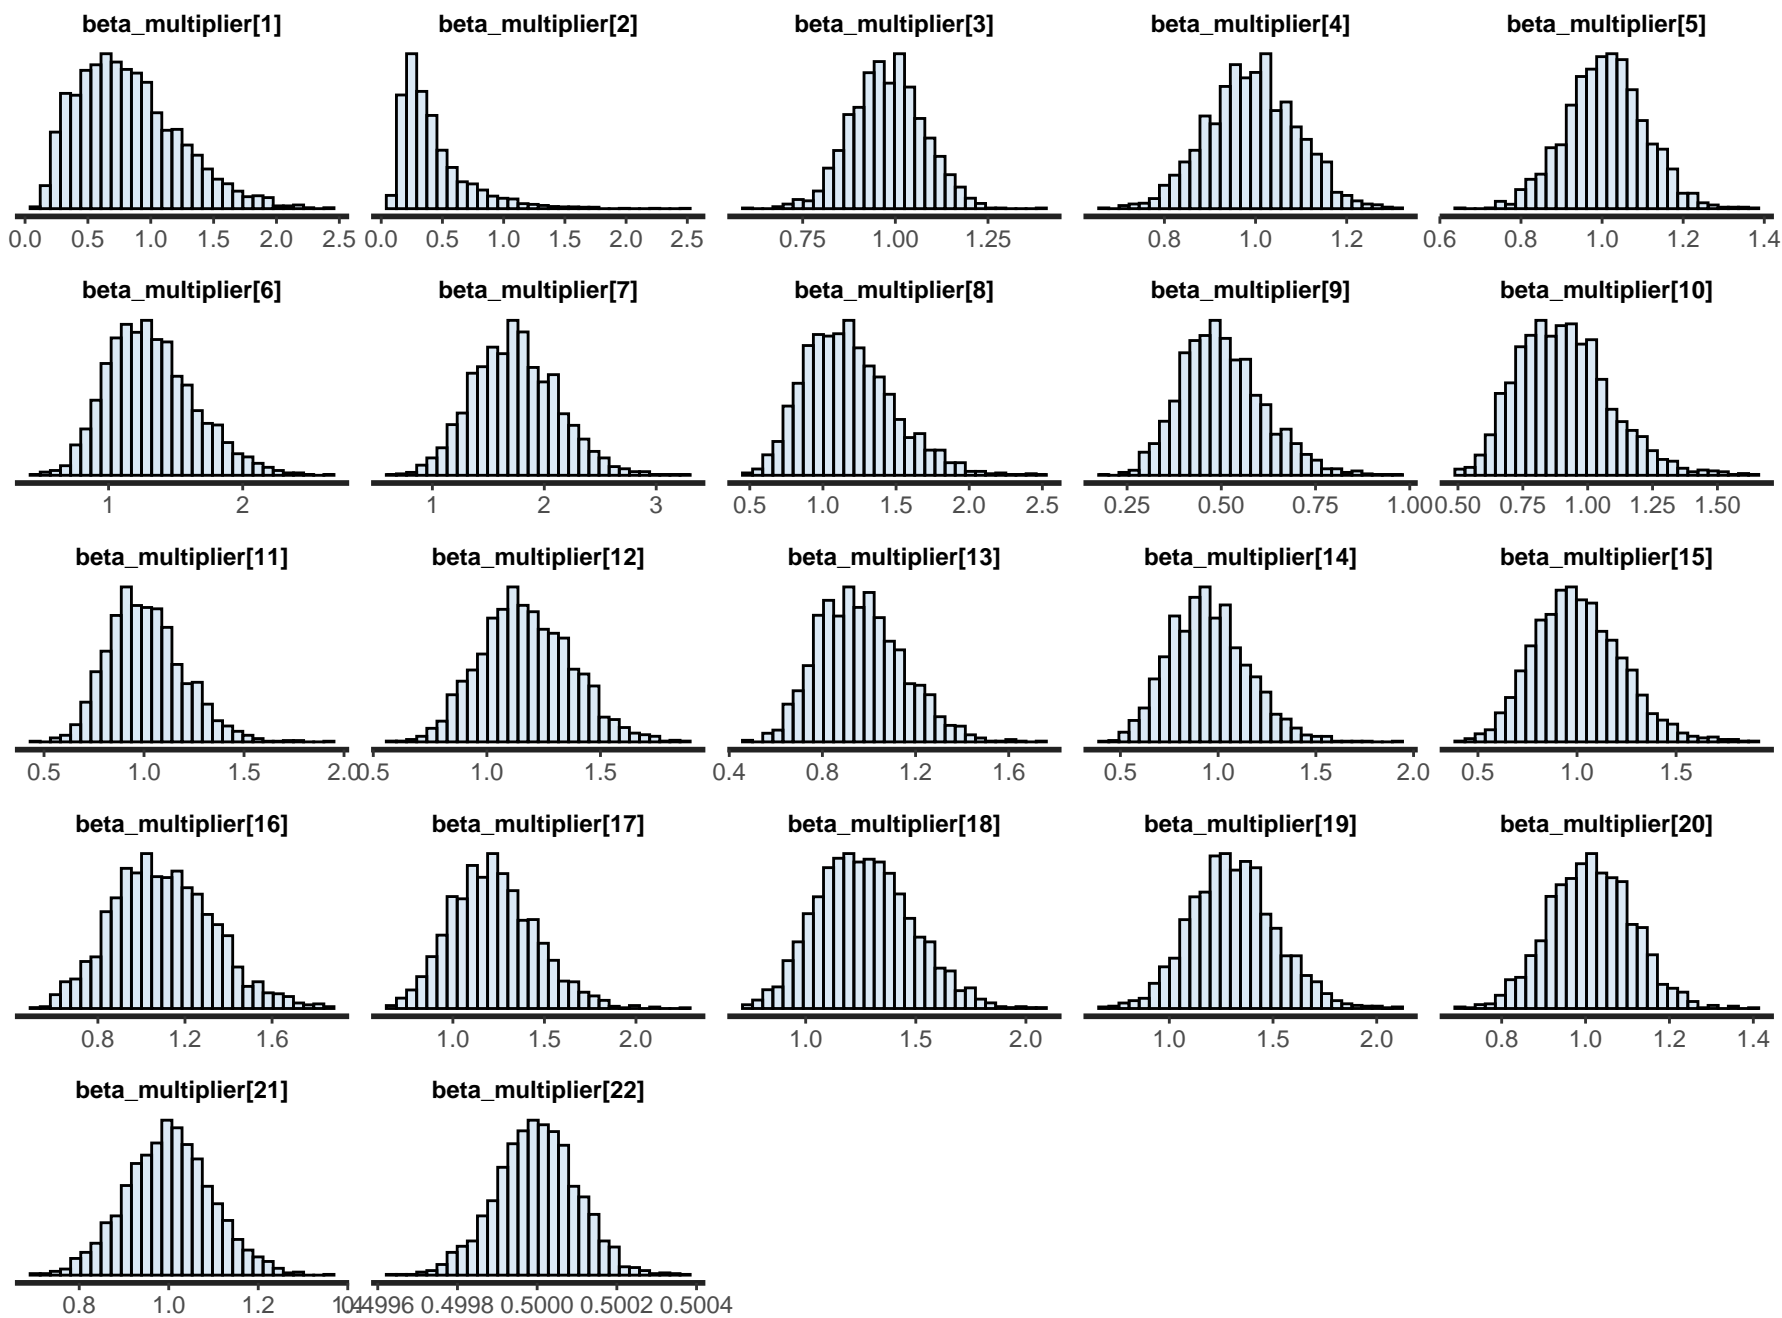 beta_multiplier[1] beta_multiplier[2] beta_multiplier[3] beta_multiplier[4] beta_multiplier[5]
0.0 0.5 1.0 1.5 2.0 2.5 0.0 0.5 1.0 1.5 2.0 2.5 0.75 1.00 1.25 0.8 1.0 1.2 0.6 0.8 1.0 1.2 1.4
beta_multiplier[6] beta_multiplier[7] beta_multiplier[8] beta_multiplier[9] beta_multiplier[10]
1 2 1 2 3 0.5 1.0 1.5 2.0 2.5 0.25 0.50 0.75 1.00 0.50 0.75 1.00 1.25 1.50
beta_multiplier[11] beta_multiplier[12] beta_multiplier[13] beta_multiplier[14] beta_multiplier[15]
0.5 1.0 1.5 2.0 0.5 1.0 1.5 0.4 0.8 1.2 1.6 0.5 1.0 1.5 2.0 0.5 1.0 1.5
beta_multiplier[16] beta_multiplier[17] beta_multiplier[18] beta_multiplier[19] beta_multiplier[20]
0.8 1.2 1.6 1.0 1.5 2.0 1.0 1.5 2.0 1.0 1.5 2.0 0.8 1.0 1.2 1.4
beta_multiplier[21] beta_multiplier[22]
0.8 1.0 1.2 1.4 0.4996 0.4998 0.5000 0.5002 0.5004